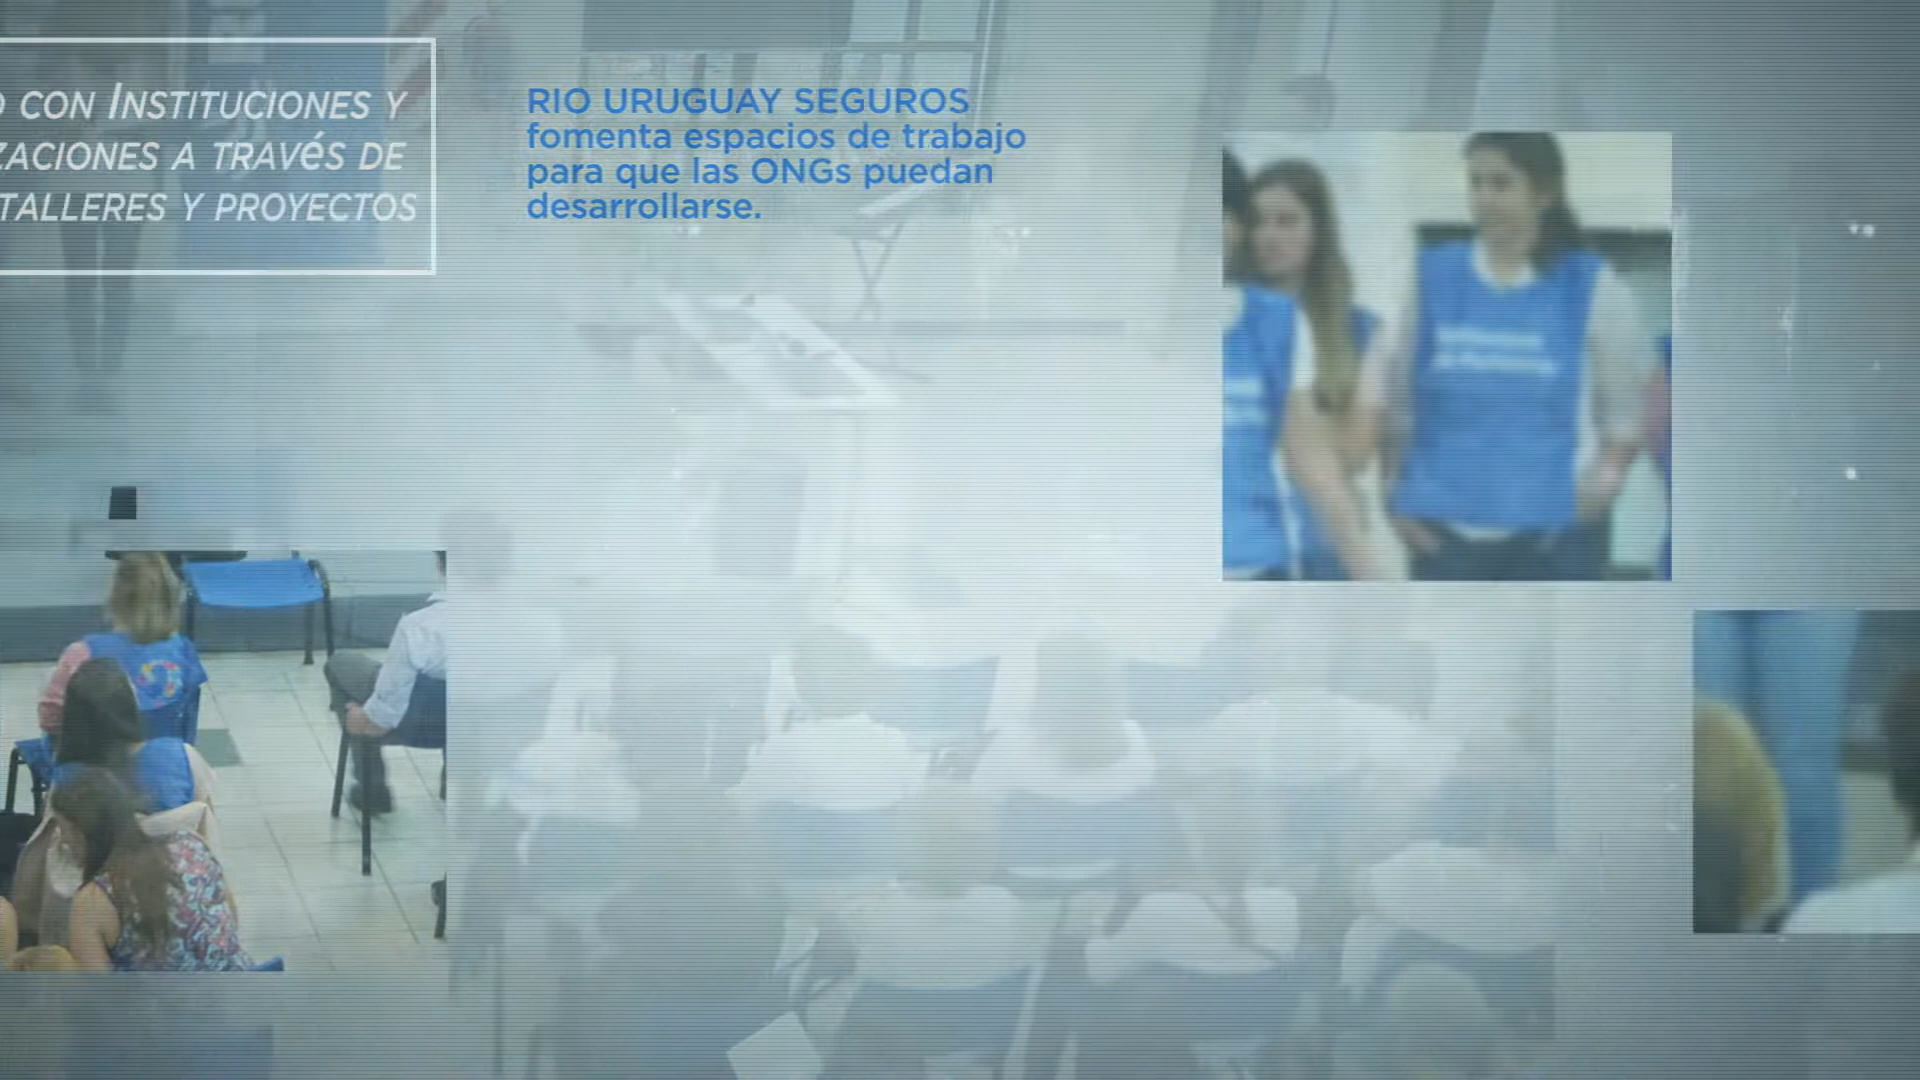 CON INSTITUCIONES Y
ZACIONES A TRAVéS DE
TALLERES Y PROYECTOS
RIO URUGUAY SEGUROS
fomenta espacios de trabajo
para que las ONGs puedan
desarrollarse.